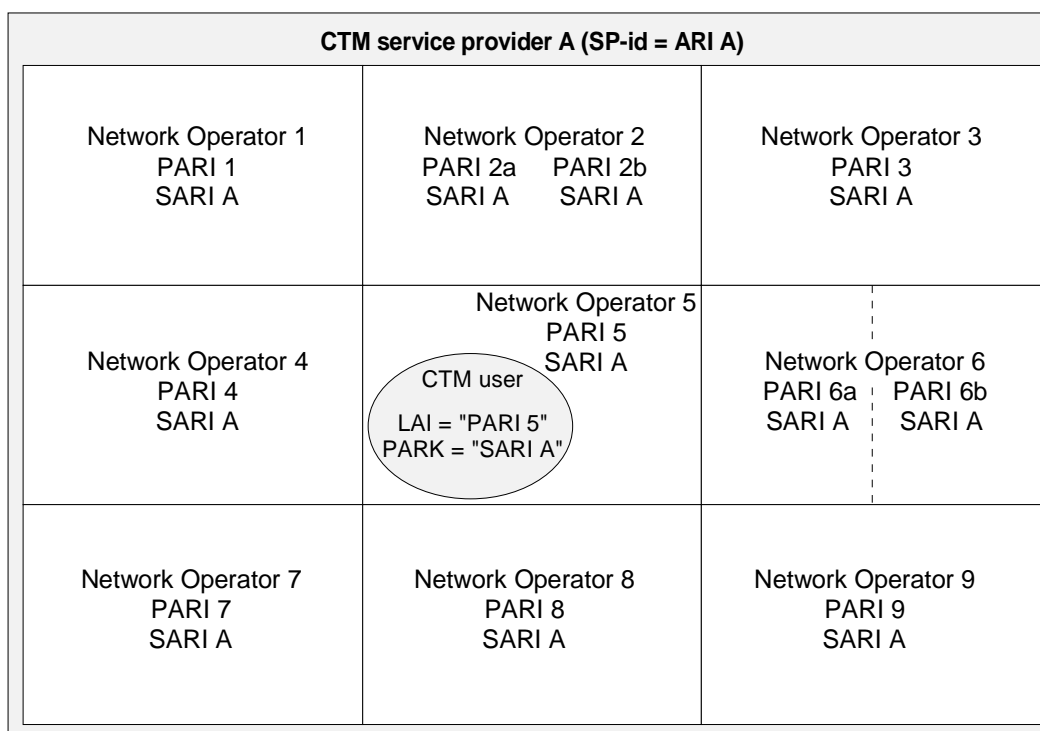 CTM service provider A (SP-id = ARI A)
Network Operator 1
PARI 1
SARI A
Network Operator 2
PARI 2a PARI 2b
SARI A SARI A
Network Operator 3
PARI 3
SARI A
Network Operator 4
PARI 4
SARI A
Network Operator 5
PARI 5
SARI A
CTM user
LAI = "PARI 5"
PARK = "SARI A"
Network Operator 6
PARI 6a PARI 6b
SARI A SARI A
Network Operator 7
PARI 7
SARI A
Network Operator 8
PARI 8
SARI A
Network Operator 9
PARI 9
SARI A